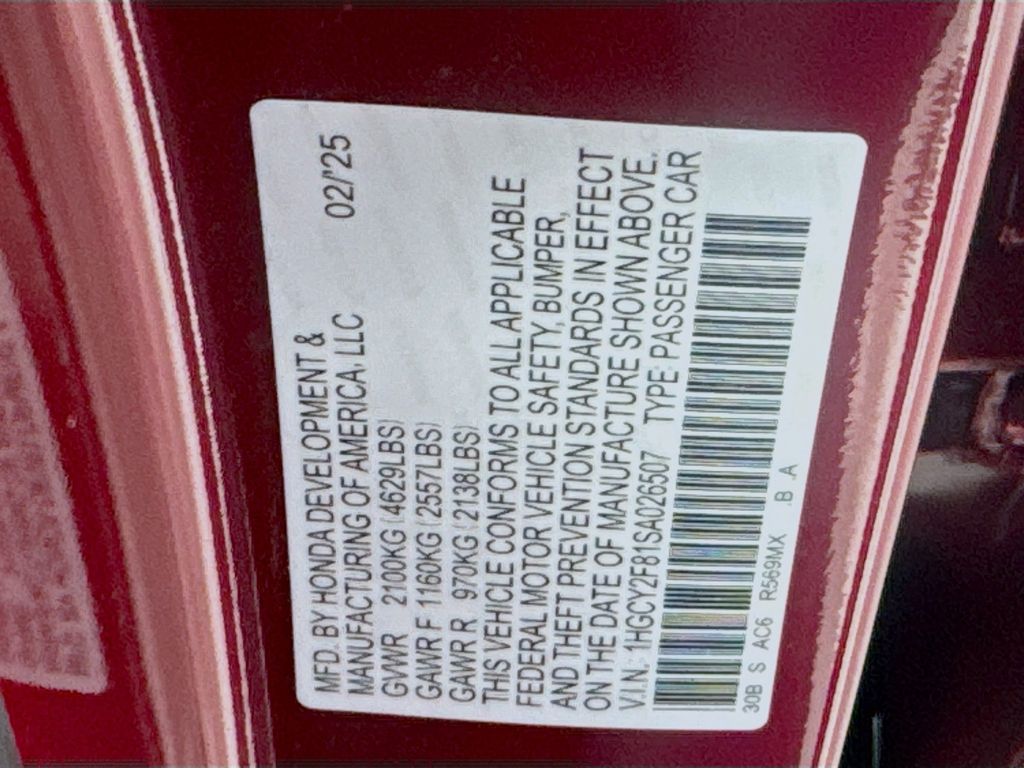 MFD. BY HONDA DEVELOPMENT & 02/'25
MANUFACTURING OF AMERICA, LLC
GVWR 2100KG (4629LBS)
GAWR F 1160KG (2557LBS)
GAWR R 970KG (2138LBS)
THIS VEHICLE CONFORMS TO ALL APPLICABLE
FEDERAL MOTOR VEHICLE SAFETY, BUMPER,
AND THEFT PREVENTION STANDARDS IN EFFECT
ON THE DATE OF MANUFACTURE SHOWN ABOVE.
V.I.N.: 1HGCY2F81SA026507 TYPE: PASSENGER CAR
30B S AC6 R569MX .B .A